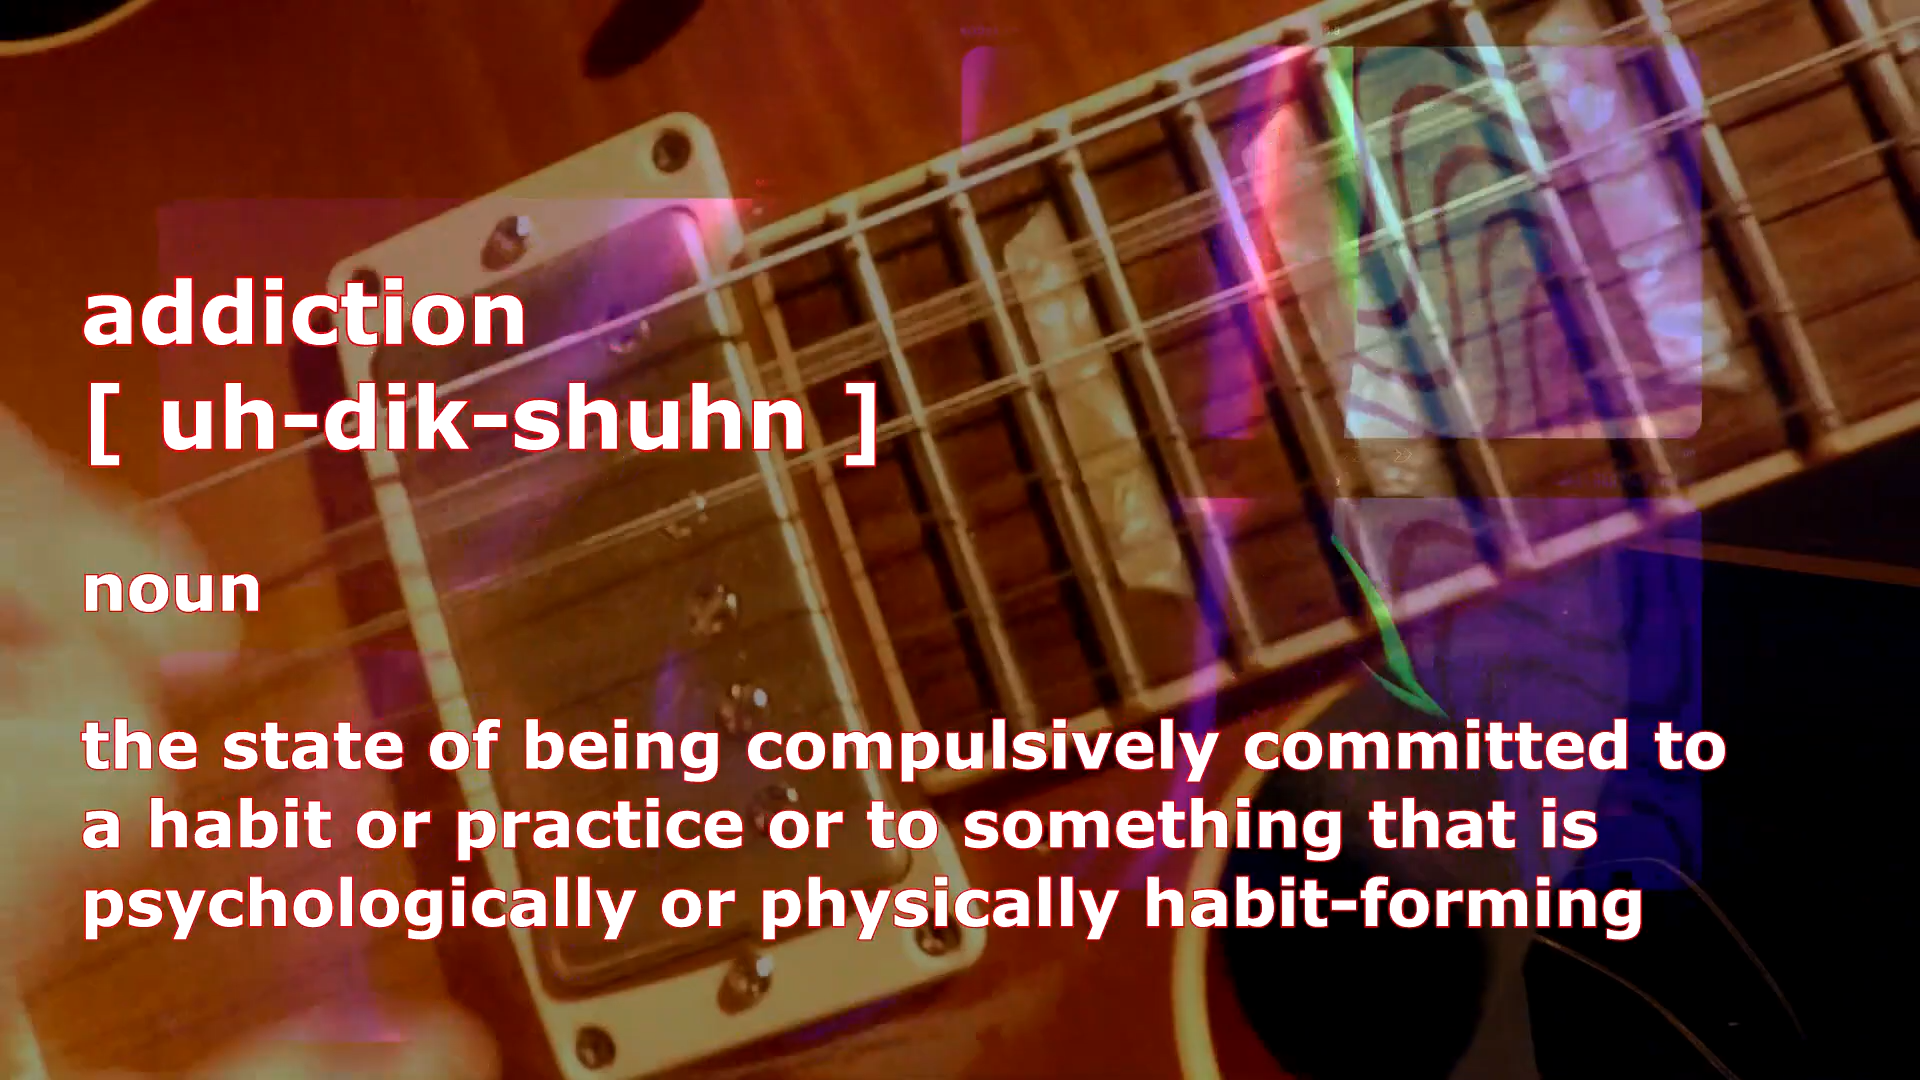 addiction
[ uh-dik-shuhn ]
noun
the state of being compulsively committed to
a habit or practice or to something that is
psychologically or physically habit-forming